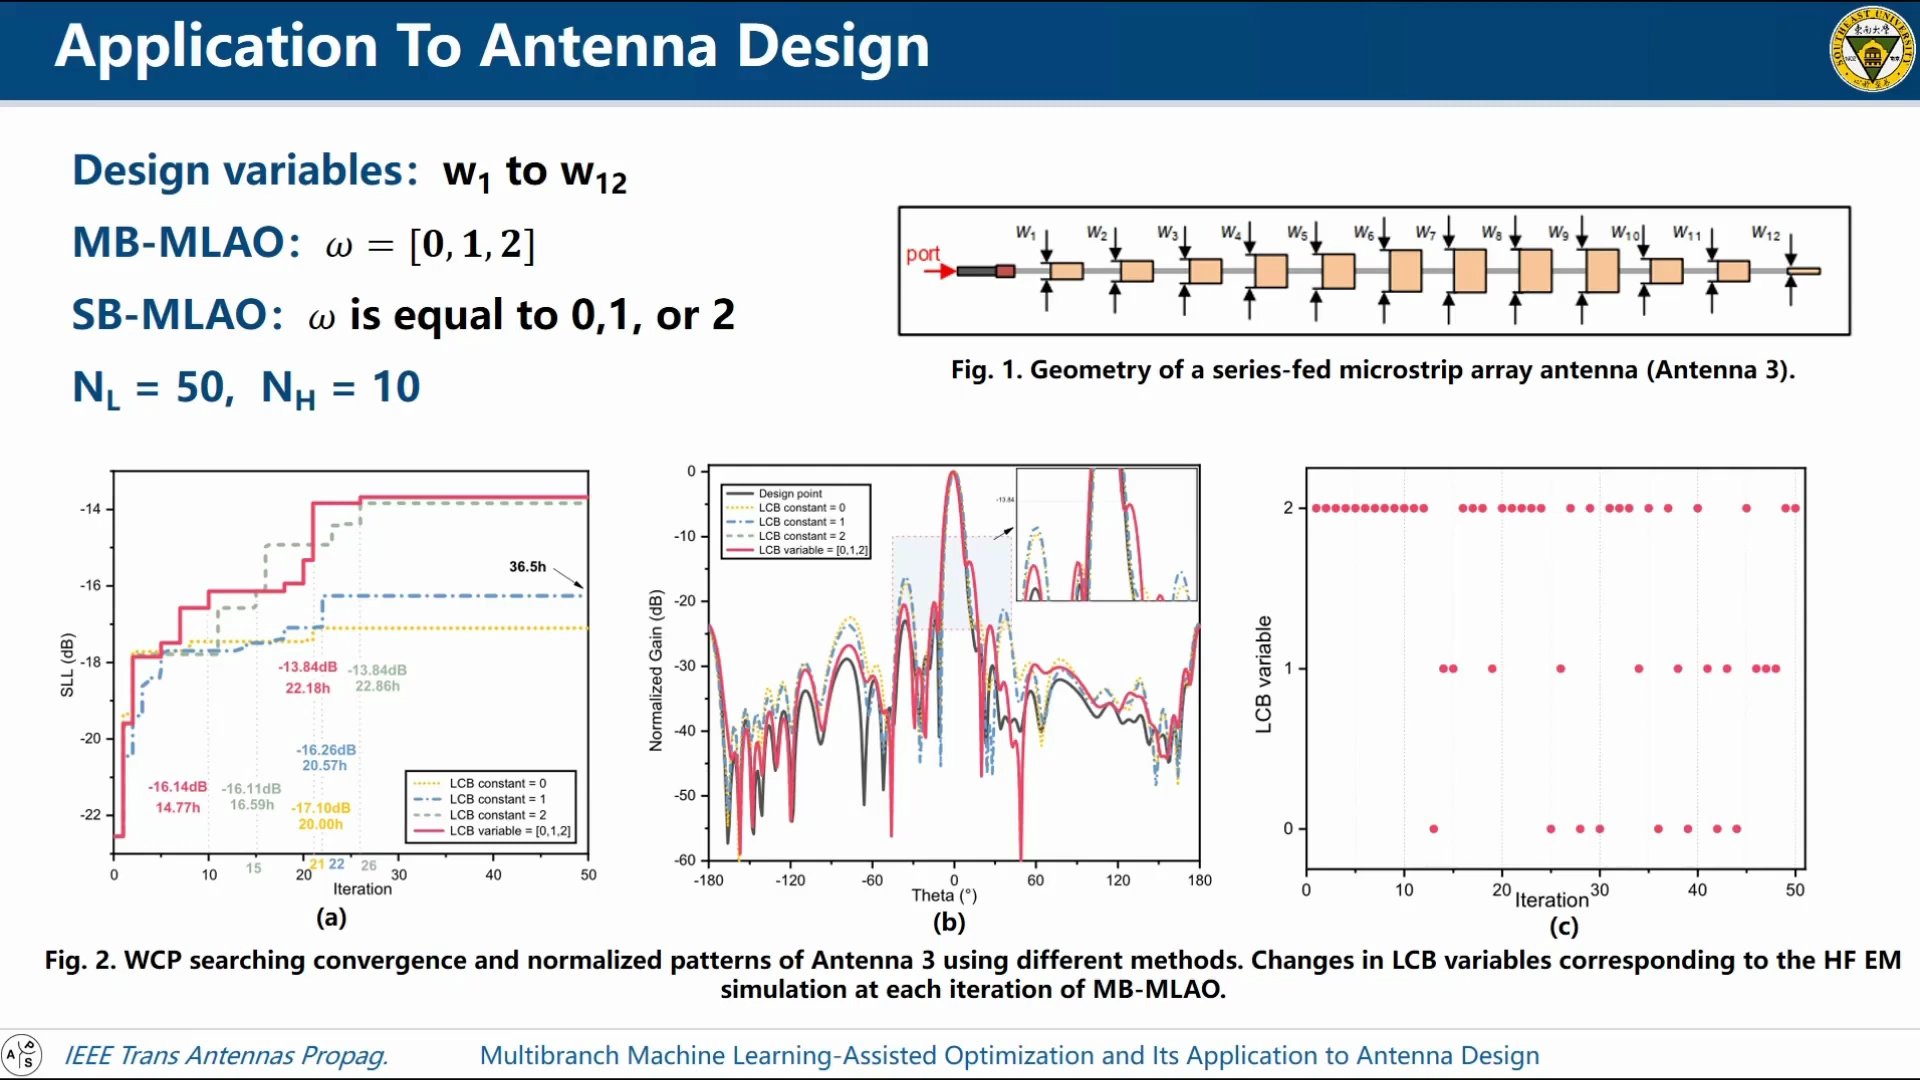 Application To Antenna Design
Design variables: w1 to w12
MB-MLAO: ω = [0, 1, 2]
SB-MLAO: ω is equal to 0,1, or 2
NL = 50, NH = 10
port
W1 W2 W3 W4 W5 W6 W7 W8 W9 W10 W11 W12
Fig. 1. Geometry of a series-fed microstrip array antenna (Antenna 3).
SLL (dB)
-14
-16
-18
-20
-22
36.5h
-13.84dB
22.18h
-13.84dB
22.86h
-16.26dB
20.57h
-16.14dB
14.77h
-16.11dB
16.59h
-17.10dB
20.00h
LCB constant = 0
LCB constant = 1
LCB constant = 2
LCB variable = [0,1,2]
0 10 15 20 21 22 26 30 40 50
Iteration
(a)
Normalized Gain (dB)
0
-10
-20
-30
-40
-50
-60
Design point
LCB constant = 0
LCB constant = 1
LCB constant = 2
LCB variable = [0,1,2]
-13.84
-180 -120 -60 0 60 120 180
Theta (°)
(b)
LCB variable
2
1
0
0 10 20 30 40 50
Iteration
(c)
Fig. 2. WCP searching convergence and normalized patterns of Antenna 3 using different methods. Changes in LCB variables corresponding to the HF EM
simulation at each iteration of MB-MLAO.
A P S
IEEE Trans Antennas Propag.
Multibranch Machine Learning-Assisted Optimization and Its Application to Antenna Design
SOUTHEAST UNIVERSITY